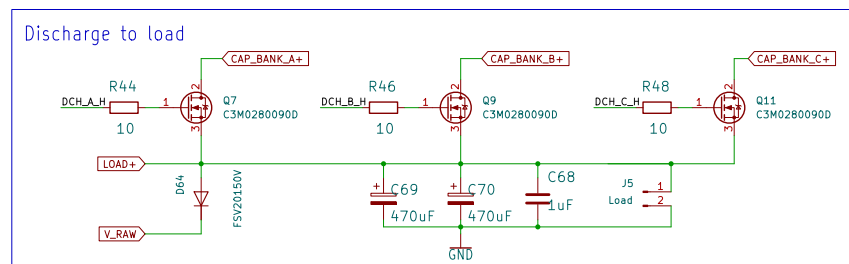 Discharge to load
CAP_BANK_A+
CAP_BANK_B+
CAP_BANK_C+
R44
R46
R48
2
2
2
Q7
Q9
Q11
DCH_A_H
1
C3M0280090D
DCH_B_H
1
C3M0280090D
DCH_C_H
1
C3M0280090D
10
3
10
3
10
3
LOAD+
D64
FSV20150V
C69
C70
C68
J5
1
+
+
470uF
470uF
1uF
Load
2
V_RAW
GND